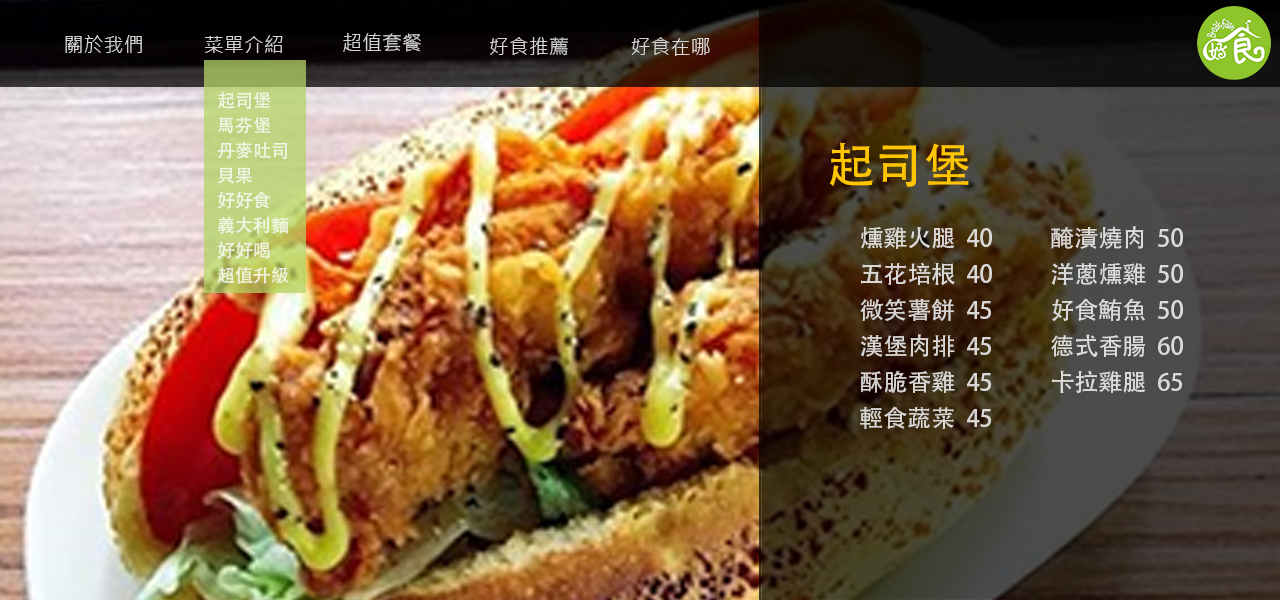 關於我們
菜單介紹
超值套餐
好食推薦
好食在哪
好食
起司堡
馬芬堡
丹麥吐司
貝果
好好食
義大利麵
好好喝
超值升級
起司堡
燻雞火腿 40
五花培根 40
微笑薯餅 45
漢堡肉排 45
酥脆香雞 45
輕食蔬菜 45
醃漬燒肉 50
洋蔥燻雞 50
好食鮪魚 50
德式香腸 60
卡拉雞腿 65